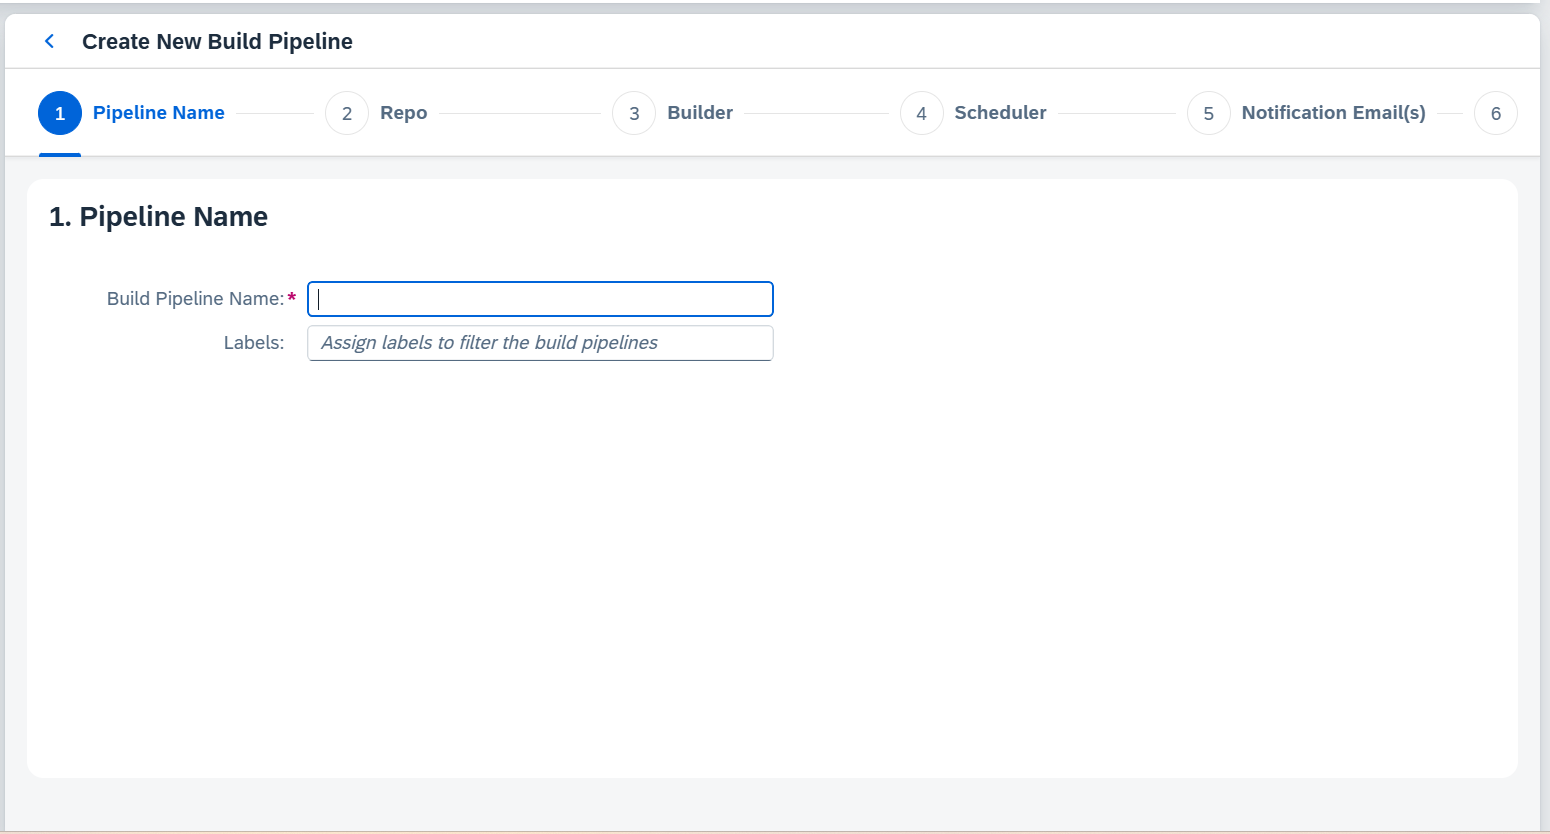 Create New Build Pipeline
1 Pipeline Name 2 Repo 3 Builder 4 Scheduler 5 Notification Email(s) 6
1. Pipeline Name
Build Pipeline Name:*
Labels: Assign labels to filter the build pipelines